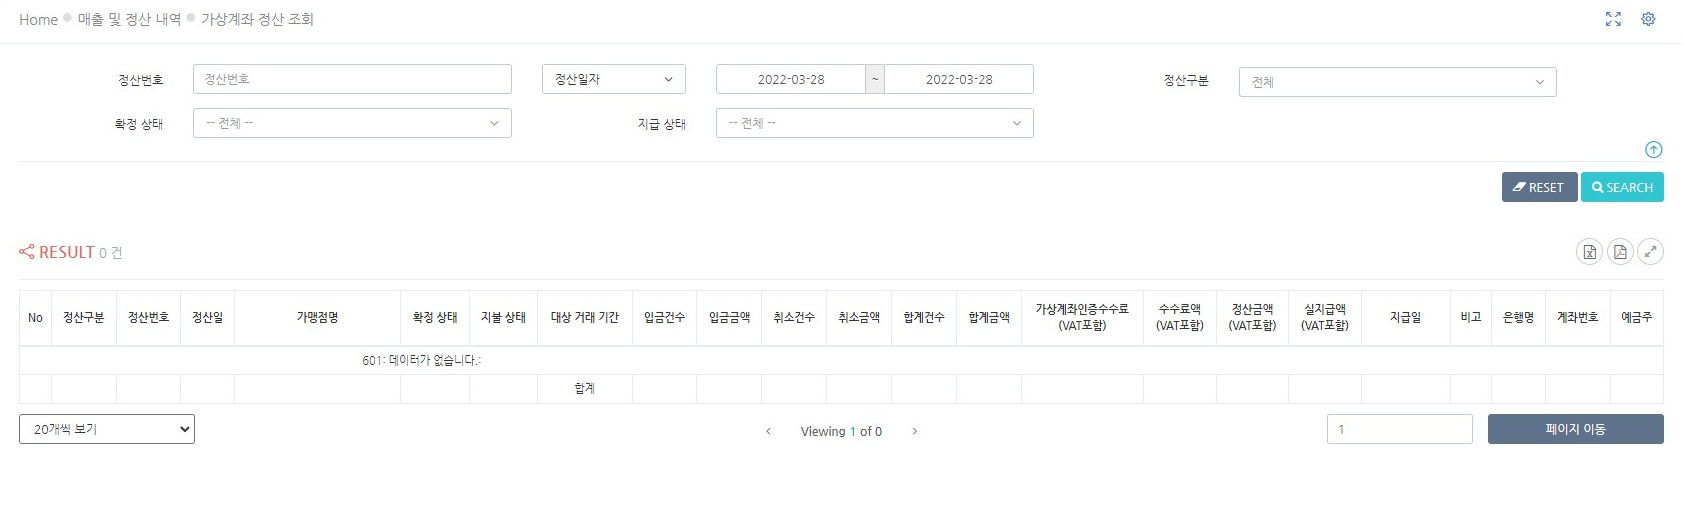 Home 매출 및 정산 내역 가상계좌 정산 조회
정산번호 정산번호 정산일자 2022-03-28 ~ 2022-03-28 정산구분 전체
확정 상태 -- 전체 -- 지급 상태 -- 전체 --
RESET SEARCH
RESULT 0 건
No 정산구분 정산번호 정산일 가맹점명 확정 상태 지불 상태 대상 거래 기간 입금건수 입금금액 취소건수 취소금액 합계건수 합계금액 가상계좌인증수수료 (VAT포함) 수수료액 (VAT포함) 정산금액 (VAT포함) 실지급액 (VAT포함) 지급일 비고 은행명 계좌번호 예금주
601: 데이터가 없습니다.:
합계
20개씩 보기 Viewing 1 of 0 1 페이지 이동